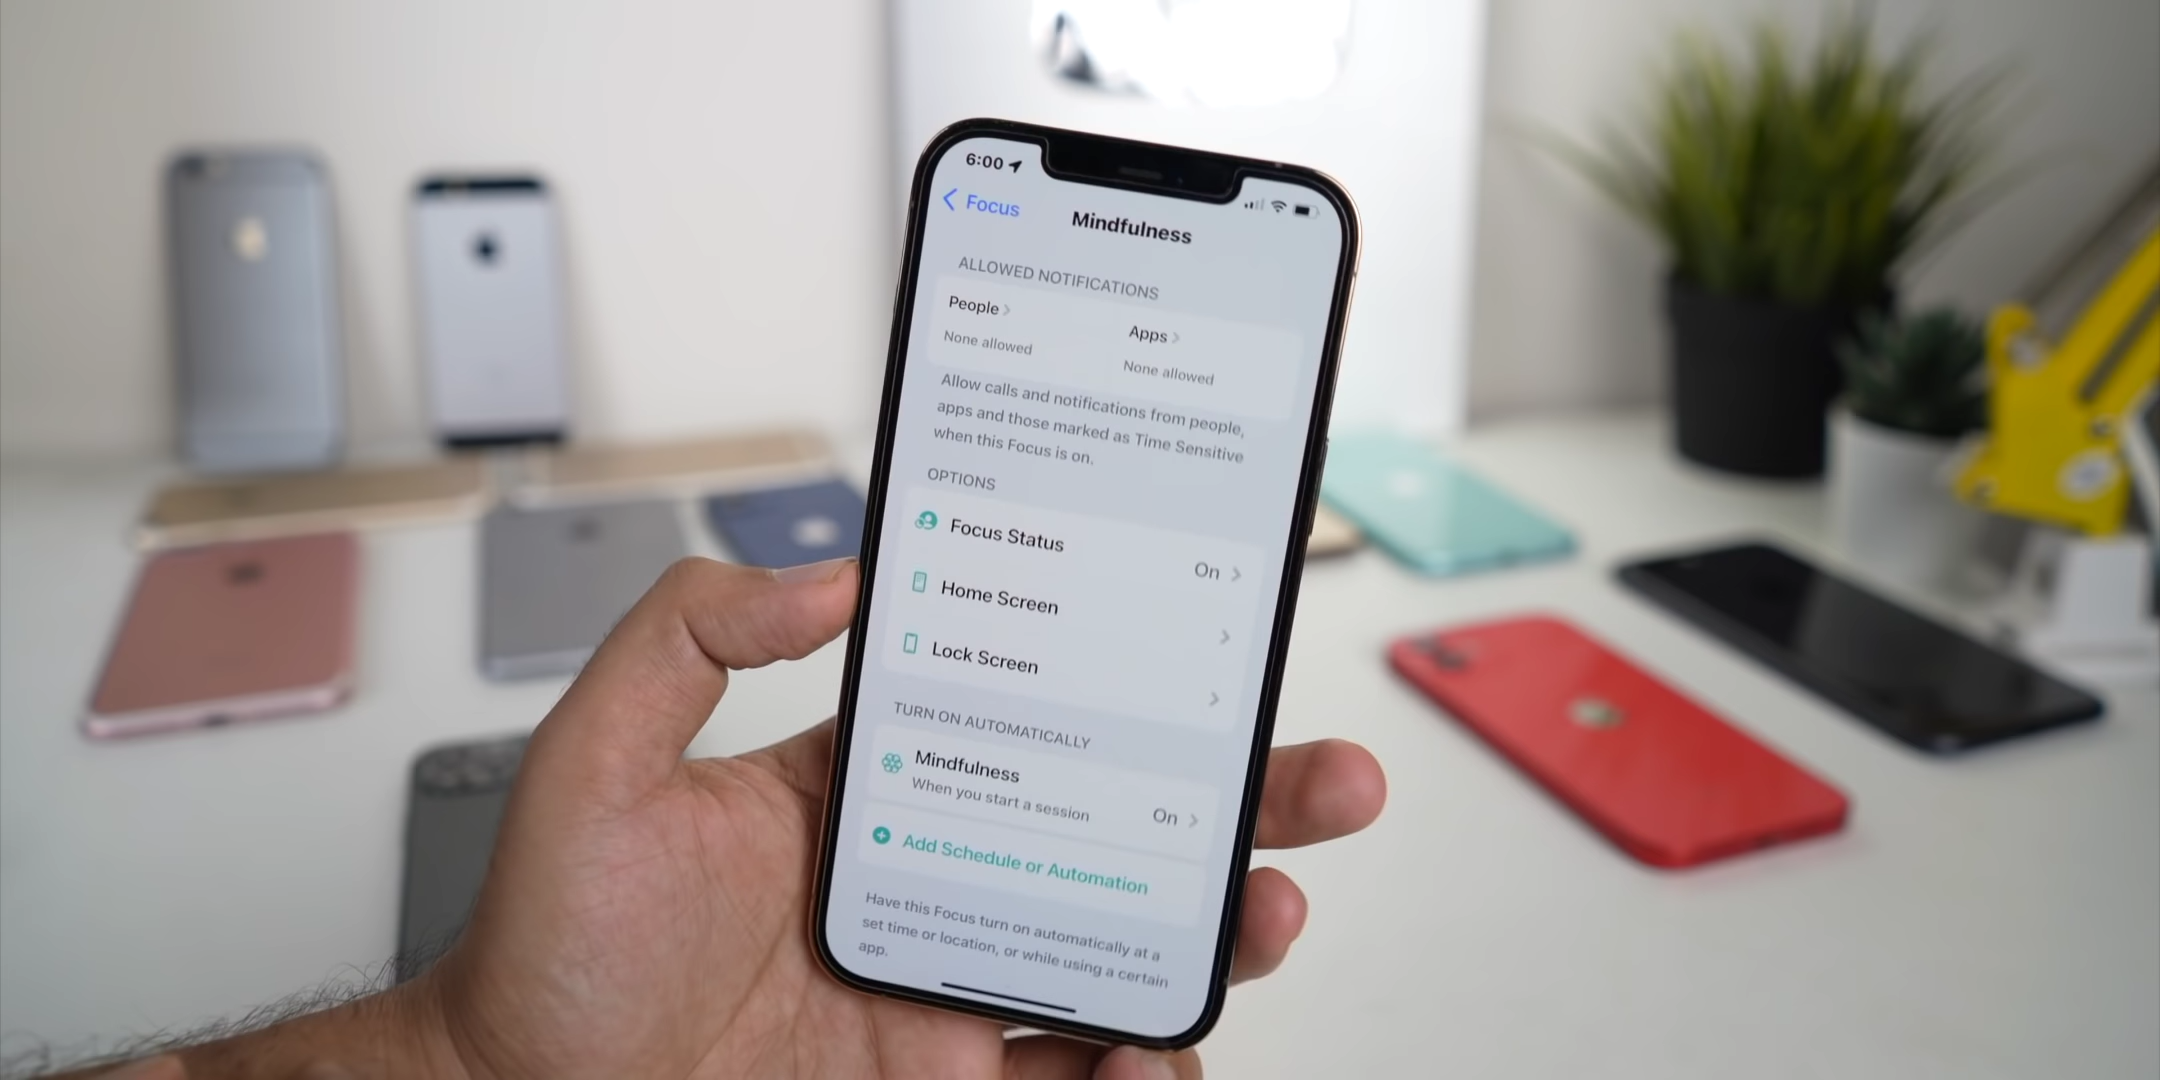 6:00
Focus
Mindfulness
ALLOWED NOTIFICATIONS
People
Apps
None allowed
None allowed
Allow calls and notifications from people,
apps and those marked as Time Sensitive
when this Focus is on.
OPTIONS
Focus Status
On
Home Screen
Lock Screen
TURN ON AUTOMATICALLY
Mindfulness
When you start a session
On
Add Schedule or Automation
Have this Focus turn on automatically at a
set time or location, or while using a certain
app.